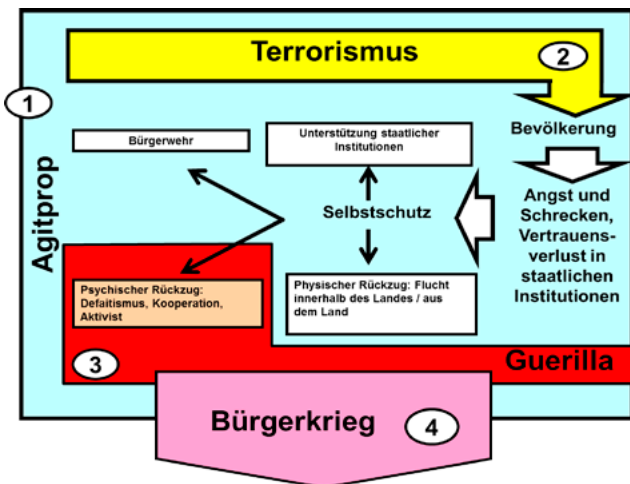 Terrorismus
2
1
Agitprop
Bevölkerung
Bürgerwehr
Unterstützung staatlicher
Institutionen
Angst und
Schrecken,
Vertrauens-
verlust in
staatlichen
Institutionen
Selbstschutz
Psychischer Rückzug:
Defaitismus, Kooperation,
Aktivist
Physischer Rückzug: Flucht
innerhalb des Landes / aus
dem Land
3
Guerilla
Bürgerkrieg
4